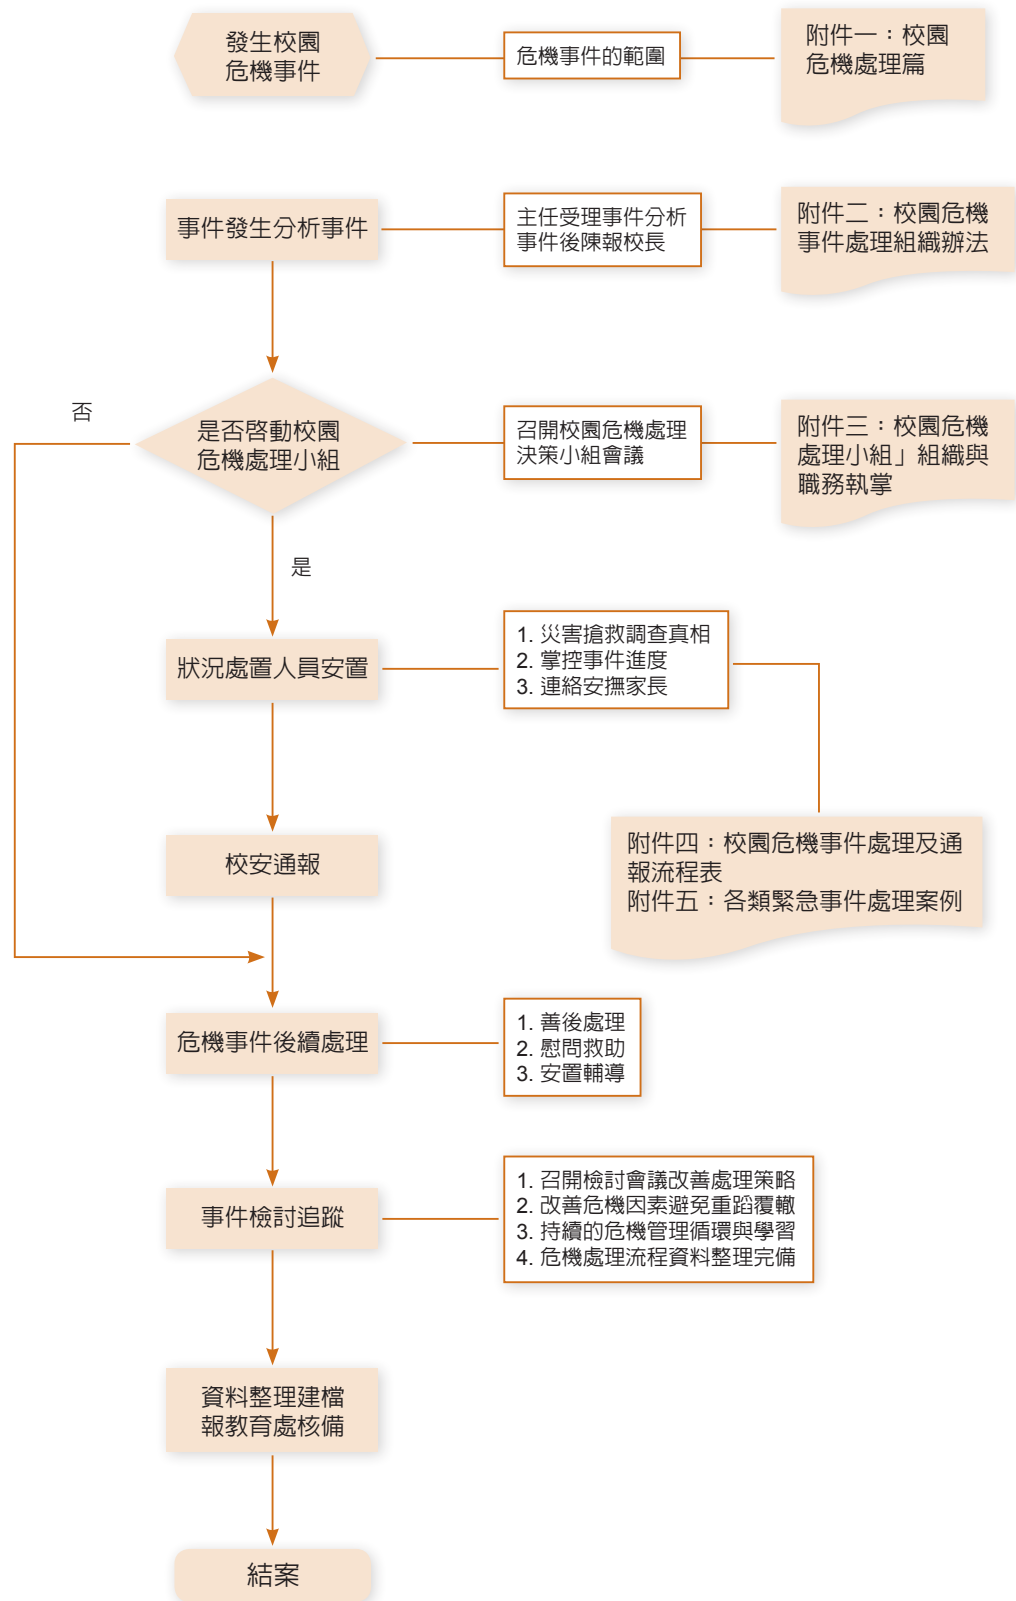 發生校園
危機事件
危機事件的範圍
附件一：校園
危機處理篇
事件發生分析事件
主任受理事件分析
事件後陳報校長
附件二：校園危機
事件處理組織辦法
否
是否啓動校園
危機處理小組
召開校園危機處理
決策小組會議
附件三：校園危機
處理小組」組織與
職務執掌
是
狀況處置人員安置
1. 災害搶救調查真相
2. 掌控事件進度
3. 連絡安撫家長
校安通報
附件四：校園危機事件處理及通
報流程表
附件五：各類緊急事件處理案例
危機事件後續處理
1. 善後處理
2. 慰問救助
3. 安置輔導
事件檢討追蹤
1. 召開檢討會議改善處理策略
2. 改善危機因素避免重蹈覆轍
3. 持續的危機管理循環與學習
4. 危機處理流程資料整理完備
資料整理建檔
報教育處核備
結案